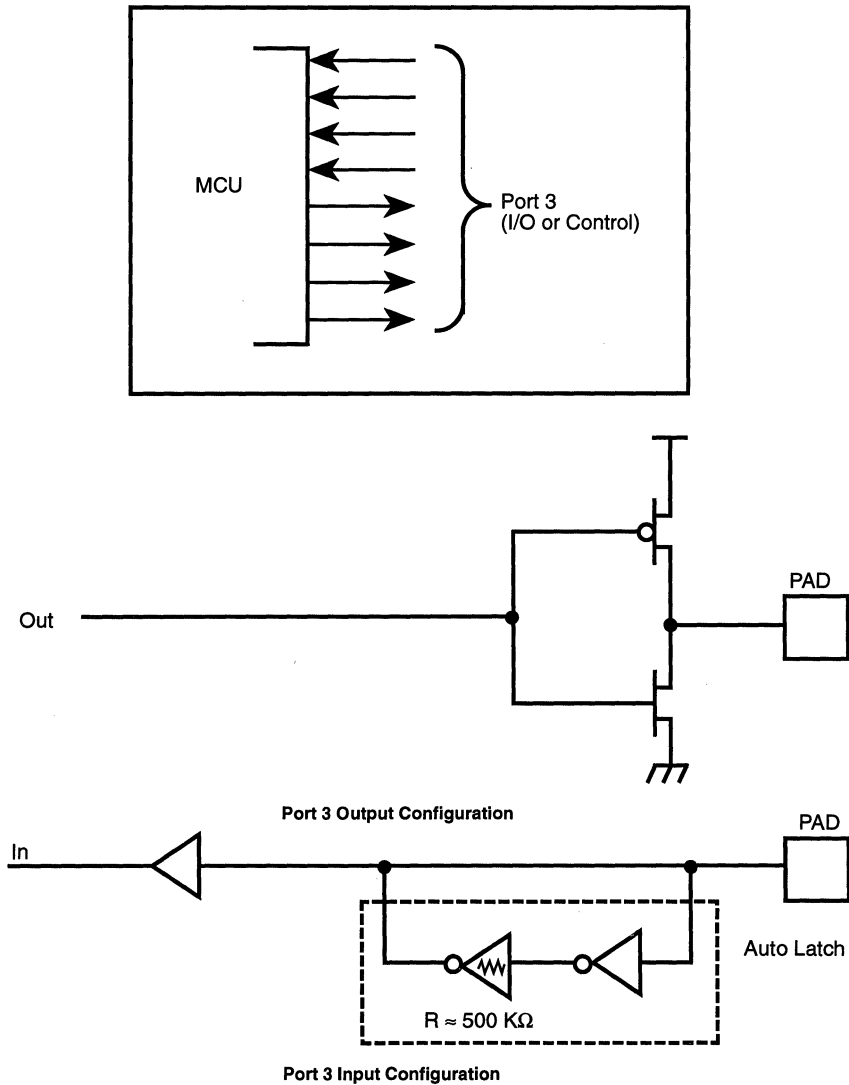 MCU
Port 3
(I/O or Control)
PAD
Out
Port 3 Output Configuration
PAD
In
Auto Latch
R ≈ 500 KΩ
Port 3 Input Configuration